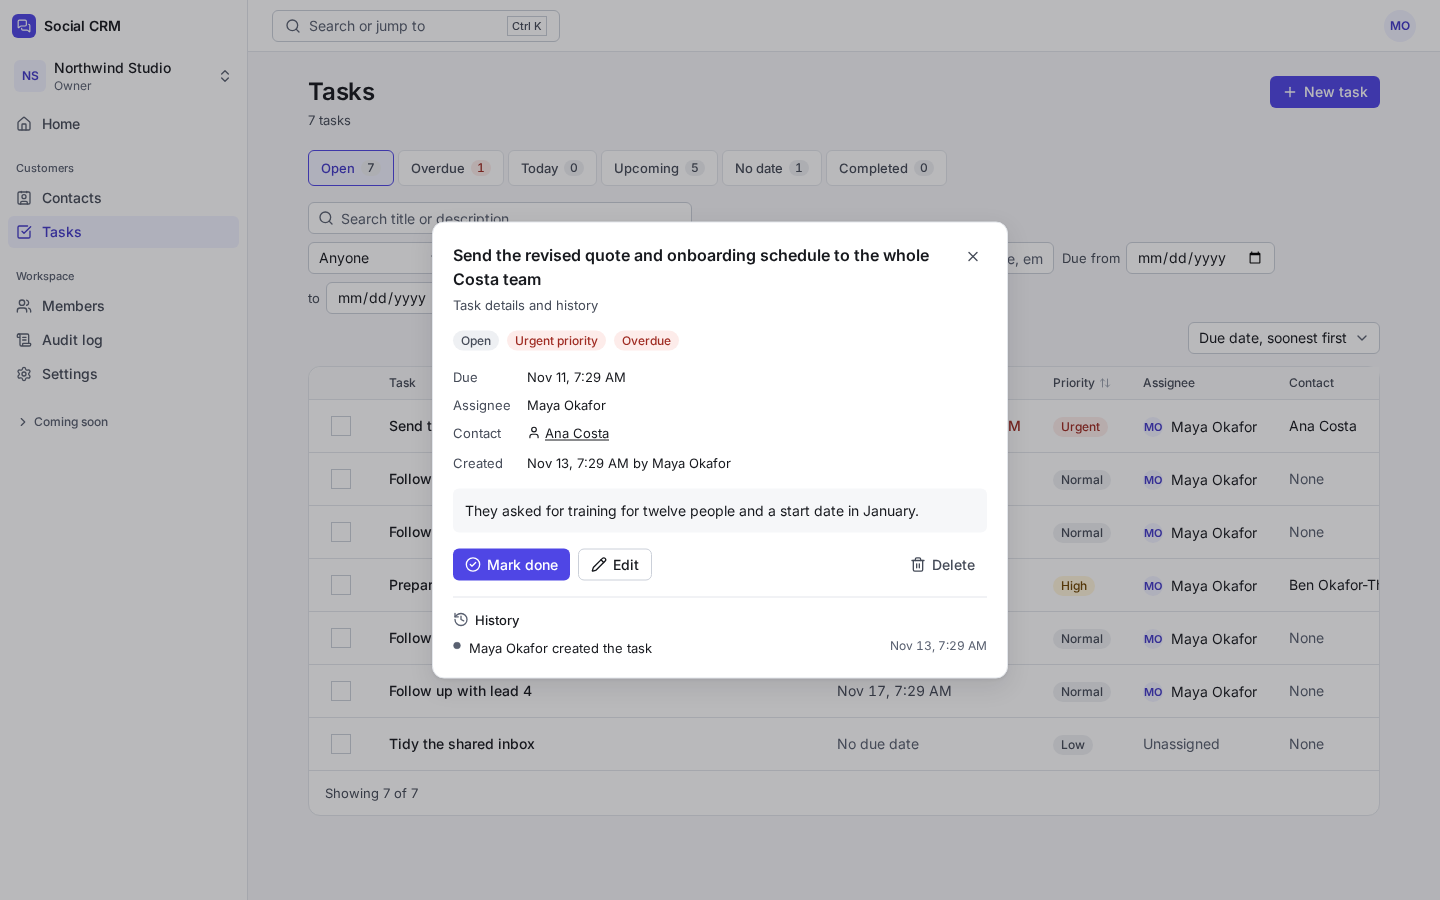 Social CRM
Search or jump to
Ctrl K
MO
NS
Northwind Studio
Owner
Home
Customers
Contacts
Tasks
Workspace
Members
Audit log
Settings
Coming soon
Tasks
7 tasks
New task
Open 7
Overdue 1
Today 0
Upcoming 5
No date 1
Completed 0
Search title or description
Anyone
Due from
mm/dd/yyyy
to
mm/dd/yyyy
Due date, soonest first
Task
Priority
Assignee
Contact
Urgent
MO Maya Okafor
Ana Costa
Follow
Normal
MO Maya Okafor
None
Follow
Normal
MO Maya Okafor
None
High
MO Maya Okafor
Ben
Follow
Normal
MO Maya Okafor
None
Follow up with lead 4
Nov 17, 7:29 AM
Normal
MO Maya Okafor
None
Tidy the shared inbox
No due date
Low
Unassigned
None
Showing 7 of 7
Send the revised quote and onboarding schedule to the whole
Costa team
Task details and history
Open
Urgent priority
Overdue
Due
Nov 11, 7:29 AM
Assignee
Maya Okafor
Contact
Ana Costa
Created
Nov 13, 7:29 AM by Maya Okafor
They asked for training for twelve people and a start date in January.
Mark done
Edit
Delete
History
Maya Okafor created the task
Nov 13, 7:29 AM